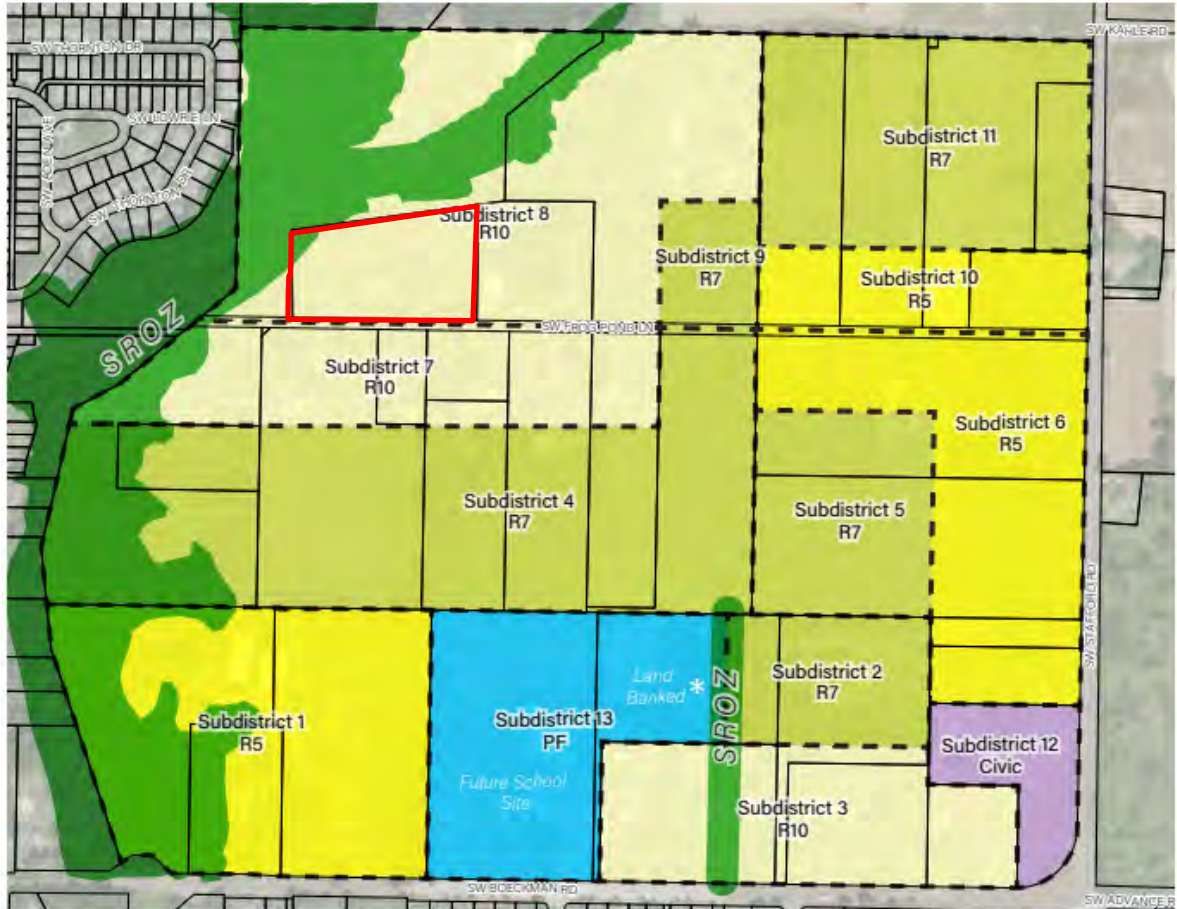 SW KAHLE RD
SW THORNTON DR
SW LOWRIE LN
SW THORNTON DR
Subdistrict 11
R7
Subdistrict 8
R10
Subdistrict 9
R7
Subdistrict 10
R5
SW FROG POND LN
SROZ
Subdistrict 7
R10
Subdistrict 6
R5
Subdistrict 4
R7
Subdistrict 5
R7
SW STAFFORD RD
Land
Banked *
SROZ
Subdistrict 2
R7
Subdistrict 1
R5
Subdistrict 13
PF
Subdistrict 12
Civic
Future School
Site
Subdistrict 3
R10
SW BOECKMAN RD
SW ADVANCE R